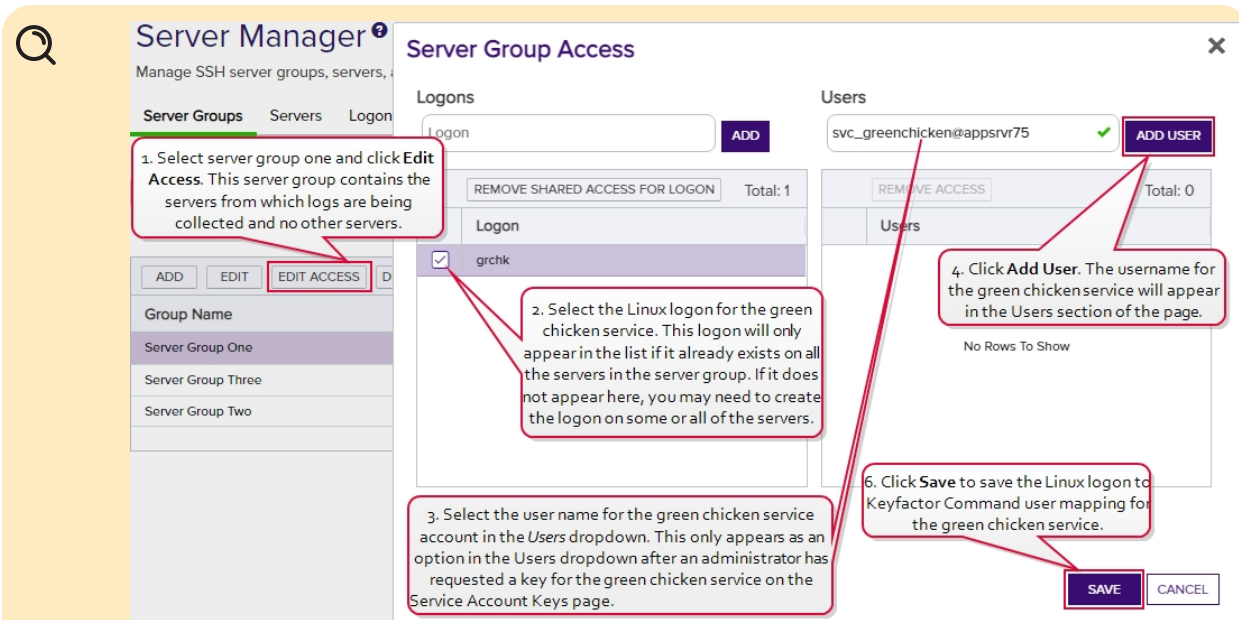 Server Manager
Manage SSH server groups, servers,
Server Groups Servers Logon
1. Select server group one and click Edit
Access. This server group contains the
servers from which logs are being
collected and no other servers.
ADD EDIT EDIT ACCESS D
Group Name
Server Group One
Server Group Three
Server Group Two
Server Group Access
Logons
Logon ADD
REMOVE SHARED ACCESS FOR LOGON Total: 1
Logon
grchk
2. Select the Linux logon for the green
chicken service. This logon will only
appear in the list if it already exists on all
the servers in the server group. If it does
not appear here, you may need to create
the logon on some or all of the servers.
3. Select the user name for the green chicken service
account in the Users dropdown. This only appears as an
option in the Users dropdown after an administrator has
requested a key for the green chicken service on the
Service Account Keys page.
Users
svc_greenchicken@appsrvr75 ADD USER
REMOVE ACCESS Total: 0
Users
4. Click Add User. The username for
the green chicken service will appear
in the Users section of the page.
No Rows To Show
6. Click Save to save the Linux logon to
Keyfactor Command user mapping for
the green chicken service.
SAVE CANCEL